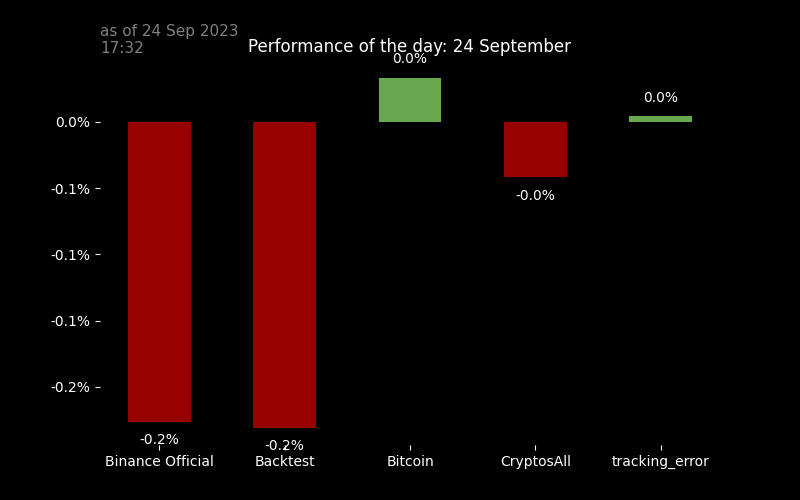 as of 24 Sep 2023
17:32
Performance of the day: 24 September
0.0%
0.0%
0.0%
-0.1%
-0.0%
-0.1%
-0.1%
-0.2%
-0.2%
-0.2%
Binance Official
Backtest
Bitcoin
CryptosAll
tracking_error